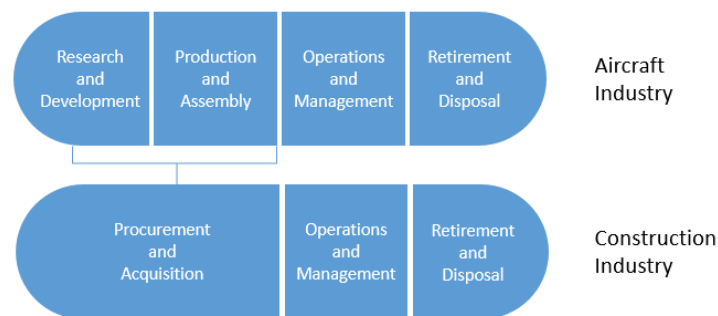 Research
and
Development
Production
and
Assembly
Operations
and
Management
Retirement
and
Disposal
Aircraft
Industry
Procurement
and
Acquisition
Operations
and
Management
Retirement
and
Disposal
Construction
Industry